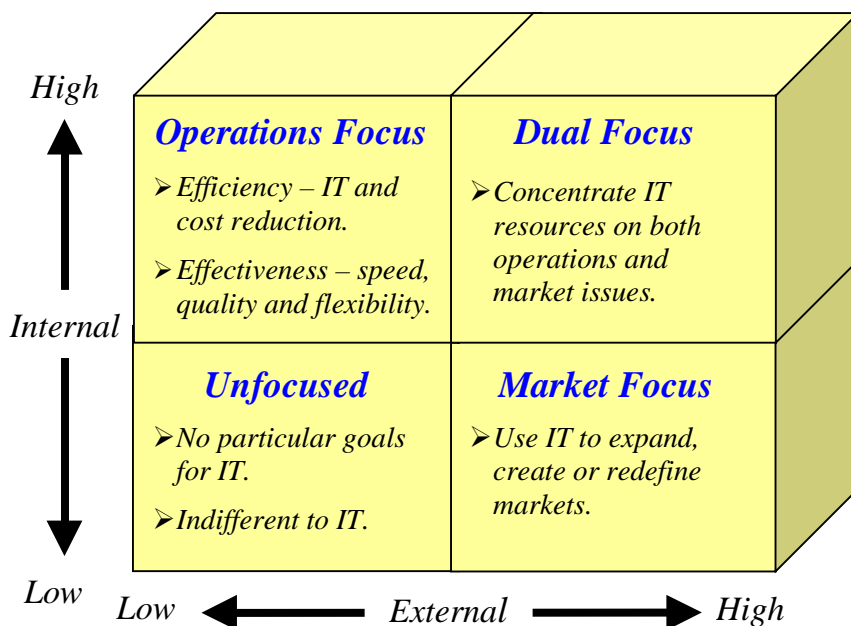 High
Operations Focus
➢Efficiency – IT and
cost reduction.
➢Effectiveness – speed,
quality and flexibility.
Dual Focus
➢Concentrate IT
resources on both
operations and
market issues.
Internal
Unfocused
➢No particular goals
for IT.
➢Indifferent to IT.
Market Focus
➢Use IT to expand,
create or redefine
markets.
Low
Low
External
High